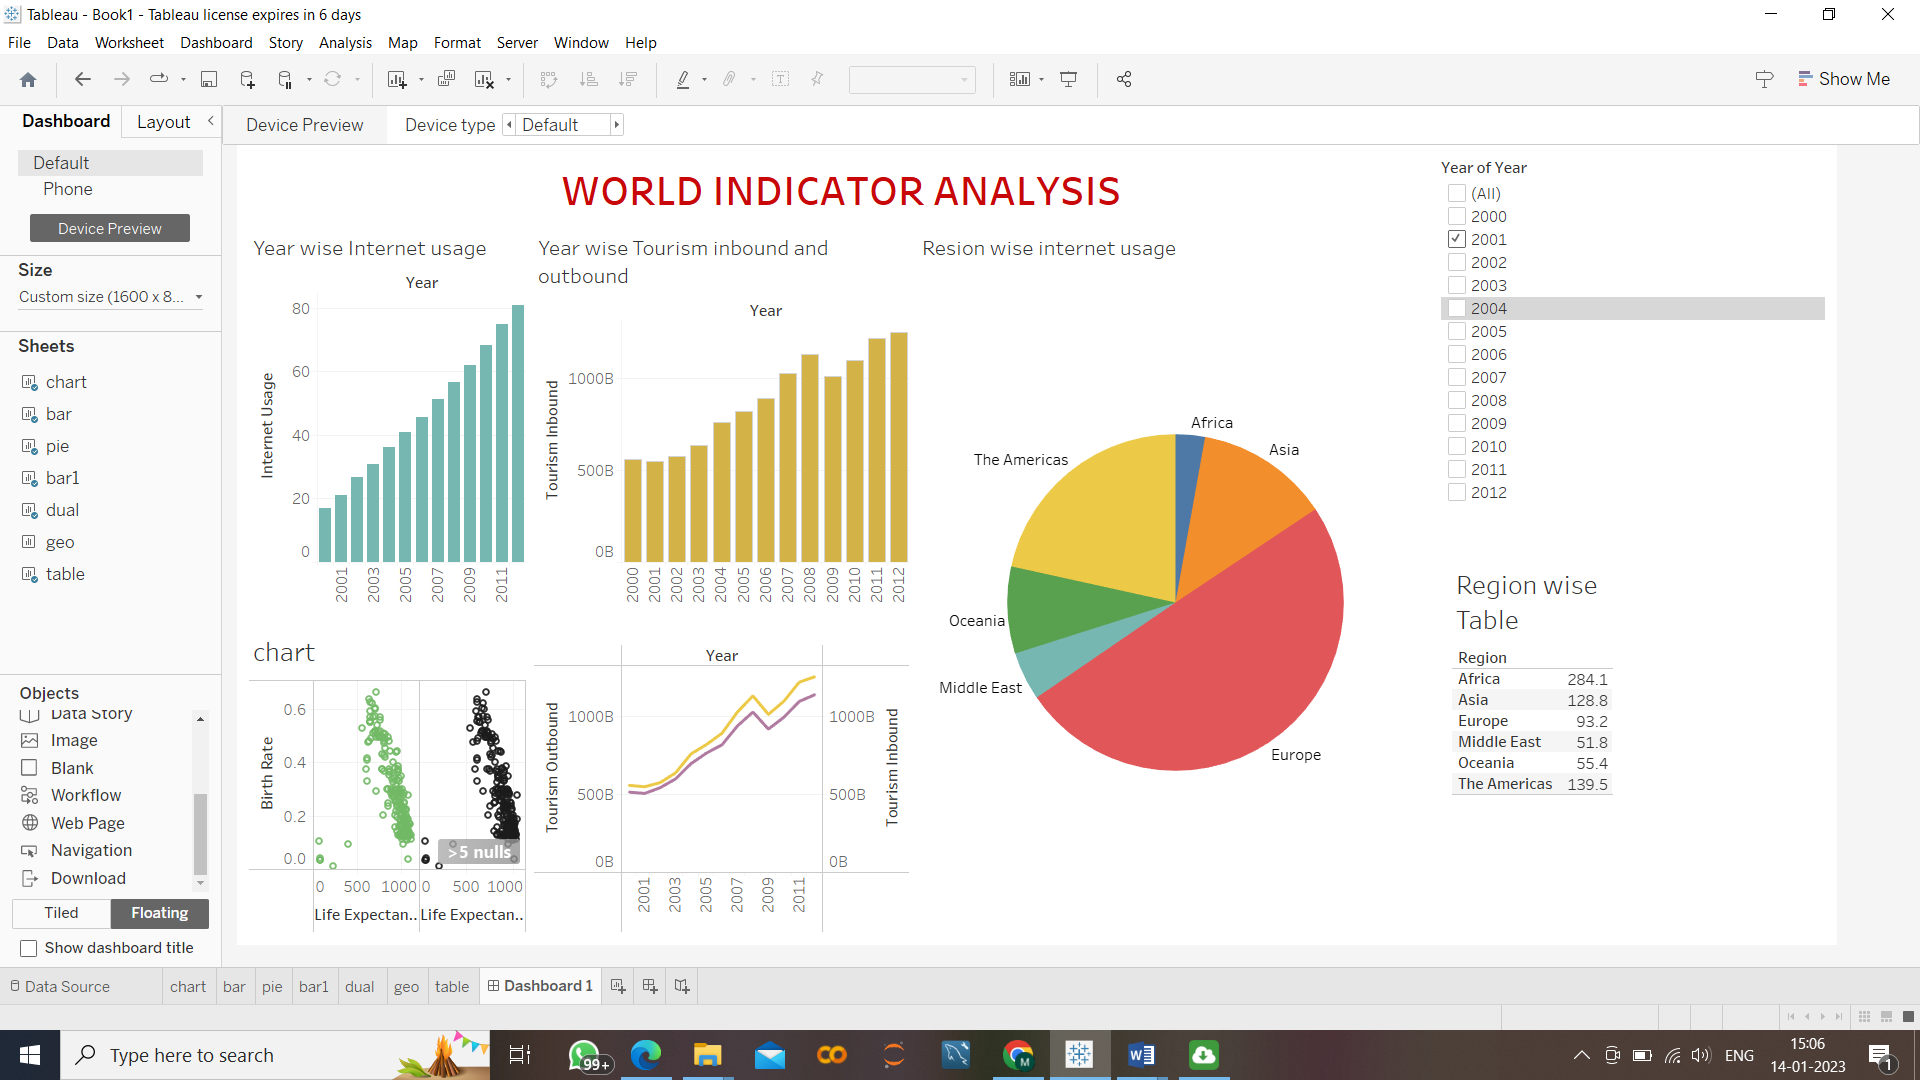 Tableau - Book1 - Tableau license expires in 6 days
File Data Worksheet Dashboard Story Analysis Map Format Server Window Help
Show Me
Dashboard Layout
Device Preview Device type Default
Default
Phone
Device Preview
Size
Custom size (1600 x 8...
Sheets
chart
bar
pie
bar1
dual
geo
table
Objects
Data Story
Image
Blank
Workflow
Web Page
Navigation
Download
Tiled Floating
Show dashboard title
WORLD INDICATOR ANALYSIS
Year wise Internet usage
Year
Internet Usage
80
60
40
20
0
2001 2003 2005 2007 2009 2011
Year wise Tourism inbound and
outbound
Year
Tourism Inbound
1000B
500B
0B
2000 2001 2002 2003 2004 2005 2006 2007 2008 2009 2010 2011 2012
Resion wise internet usage
Africa
Asia
The Americas
Oceania
Middle East
Europe
Year of Year
(All)
2000
2001
2002
2003
2004
2005
2006
2007
2008
2009
2010
2011
2012
Region wise
Table
Region
Africa 284.1
Asia 128.8
Europe 93.2
Middle East 51.8
Oceania 55.4
The Americas 139.5
chart
Birth Rate
0.6
0.4
0.2
0.0
>5 nulls
0 500 1000 0 500 1000
Life Expectan.. Life Expectan..
Year
Tourism Outbound
1000B
500B
0B
1000B
500B
0B
Tourism Inbound
2001 2003 2005 2007 2009 2011
Data Source chart bar pie bar1 dual geo table Dashboard 1
Type here to search
99+
M
W
ENG
15:06
14-01-2023
1